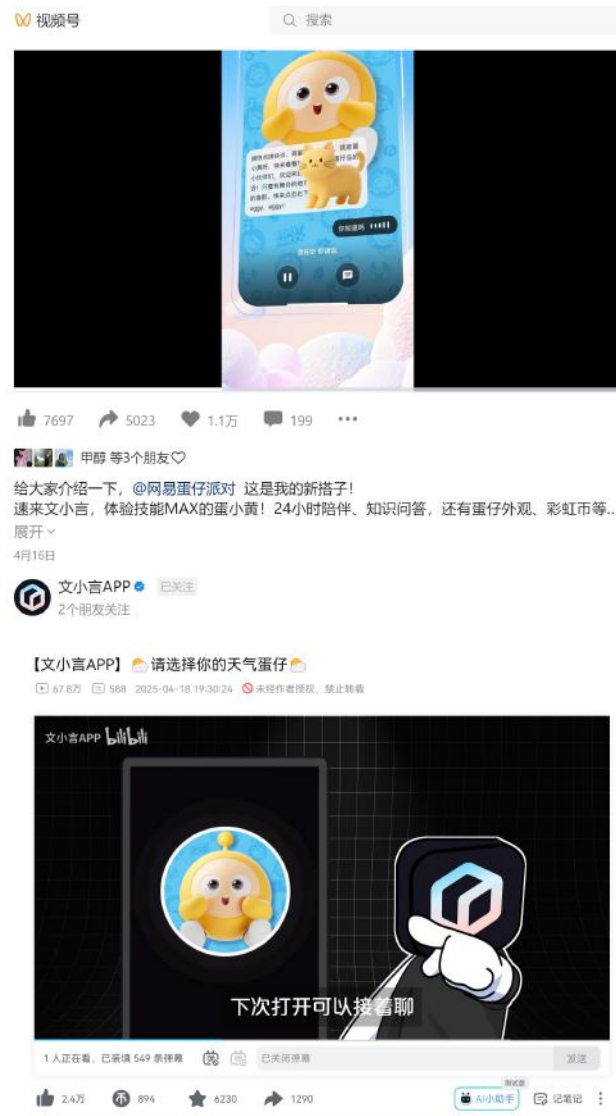 视频号
搜索
你知道吗
7697
5023
1.1万
199
甲醇 等3个朋友♡
给大家介绍一下，@网易蛋仔派对 这是我的新搭子！
速来文小言，体验技能MAX的蛋小黄！24小时陪伴、知识问答，还有蛋仔外观、彩虹币等...
展开
4月16日
文小言APP 已关注
2个朋友关注
【文小言APP】⛅请选择你的天气蛋仔⛅
67.8万 588 2025-04-18 19:30:24 未经作者授权，禁止转载
文小言APP bilibili
下次打开可以接着聊
1 人正在看，已装填 549 条弹幕 已关闭弹幕 发送
测试版
2.4万 894 6230 1290 AI小助手 记笔记